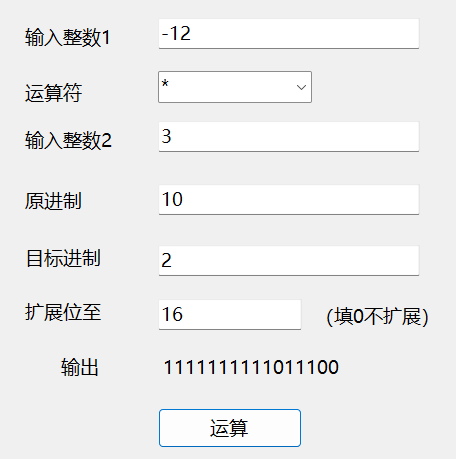 输入整数1 -12
运算符 *
输入整数2 3
原进制 10
目标进制 2
扩展位至 16 (填0不扩展)
输出 1111111111011100
运算